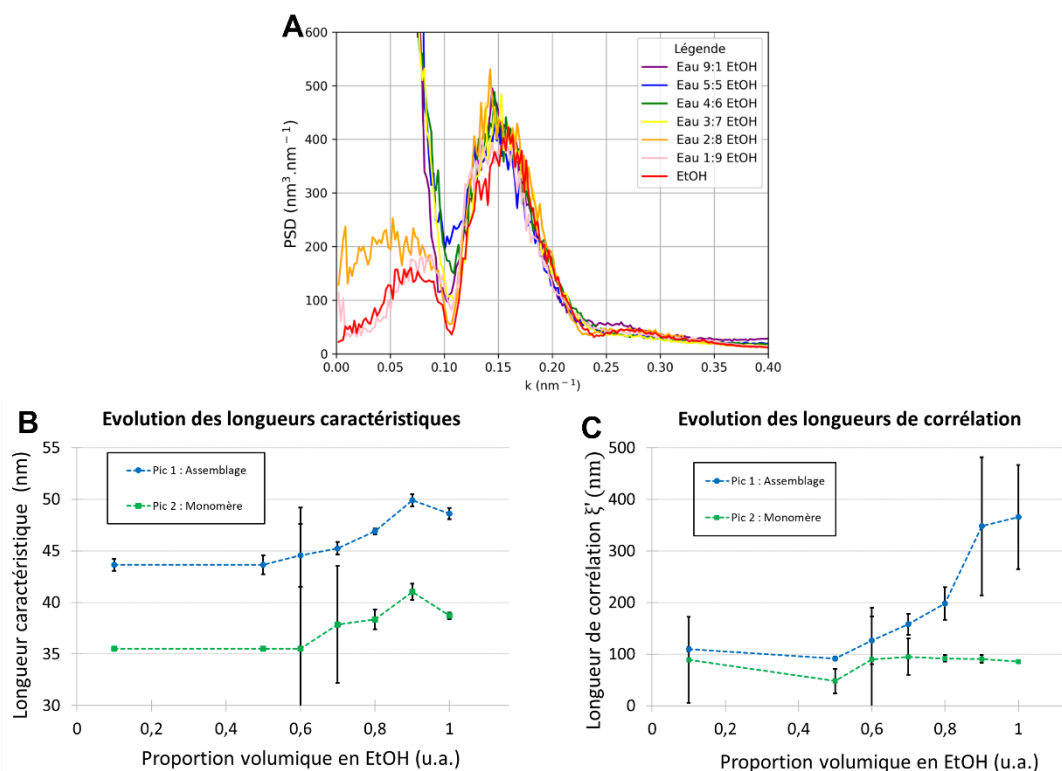 A
600
500
400
300
200
100
0
PSD (nm³.nm⁻¹)
0.00 0.05 0.10 0.15 0.20 0.25 0.30 0.35 0.40
k (nm⁻¹)
Légende
Eau 9:1 EtOH
Eau 5:5 EtOH
Eau 4:6 EtOH
Eau 3:7 EtOH
Eau 2:8 EtOH
Eau 1:9 EtOH
EtOH
B
Evolution des longueurs caractéristiques
55
50
45
40
35
30
Longueur caractéristique (nm)
Pic 1 : Assemblage
Pic 2 : Monomère
0 0,2 0,4 0,6 0,8 1
Proportion volumique en EtOH (u.a.)
C
Evolution des longueurs de corrélation
500
400
300
200
100
0
Longueur de corrélation ξ' (nm)
Pic 1 : Assemblage
Pic 2 : Monomère
0 0,2 0,4 0,6 0,8 1
Proportion volumique en EtOH (u.a.)